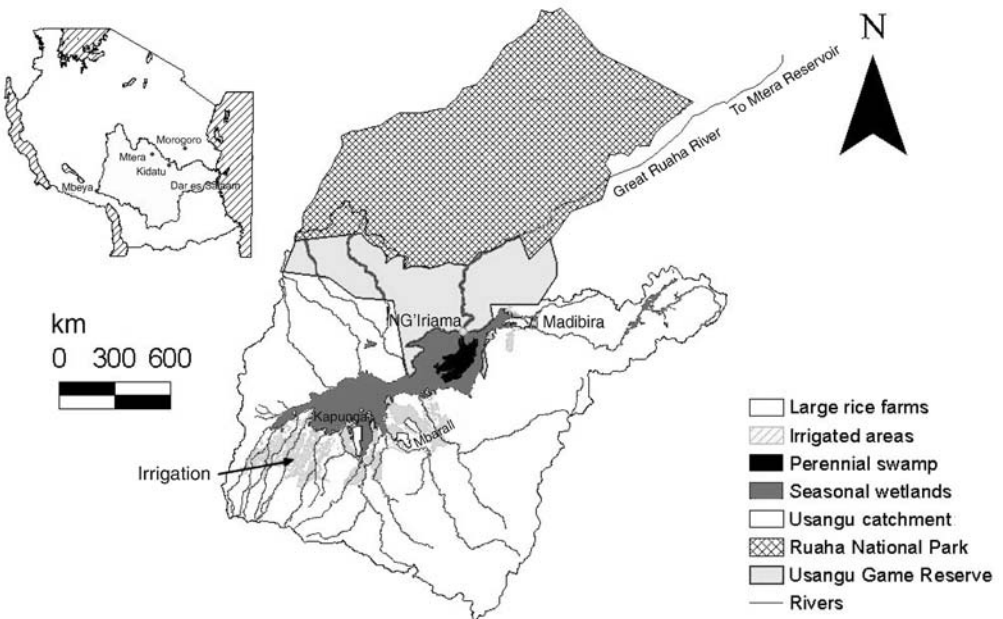 N
To Mtera Reservoir
Great Ruaha River
Morogoro
Mtera
Kidatu
Mbeya
Dar es Salaam
km
0 300 600
NG'Iriama
Madibira
Kapunga
Mbarali
Irrigation
Large rice farms
Irrigated areas
Perennial swamp
Seasonal wetlands
Usangu catchment
Ruaha National Park
Usangu Game Reserve
Rivers